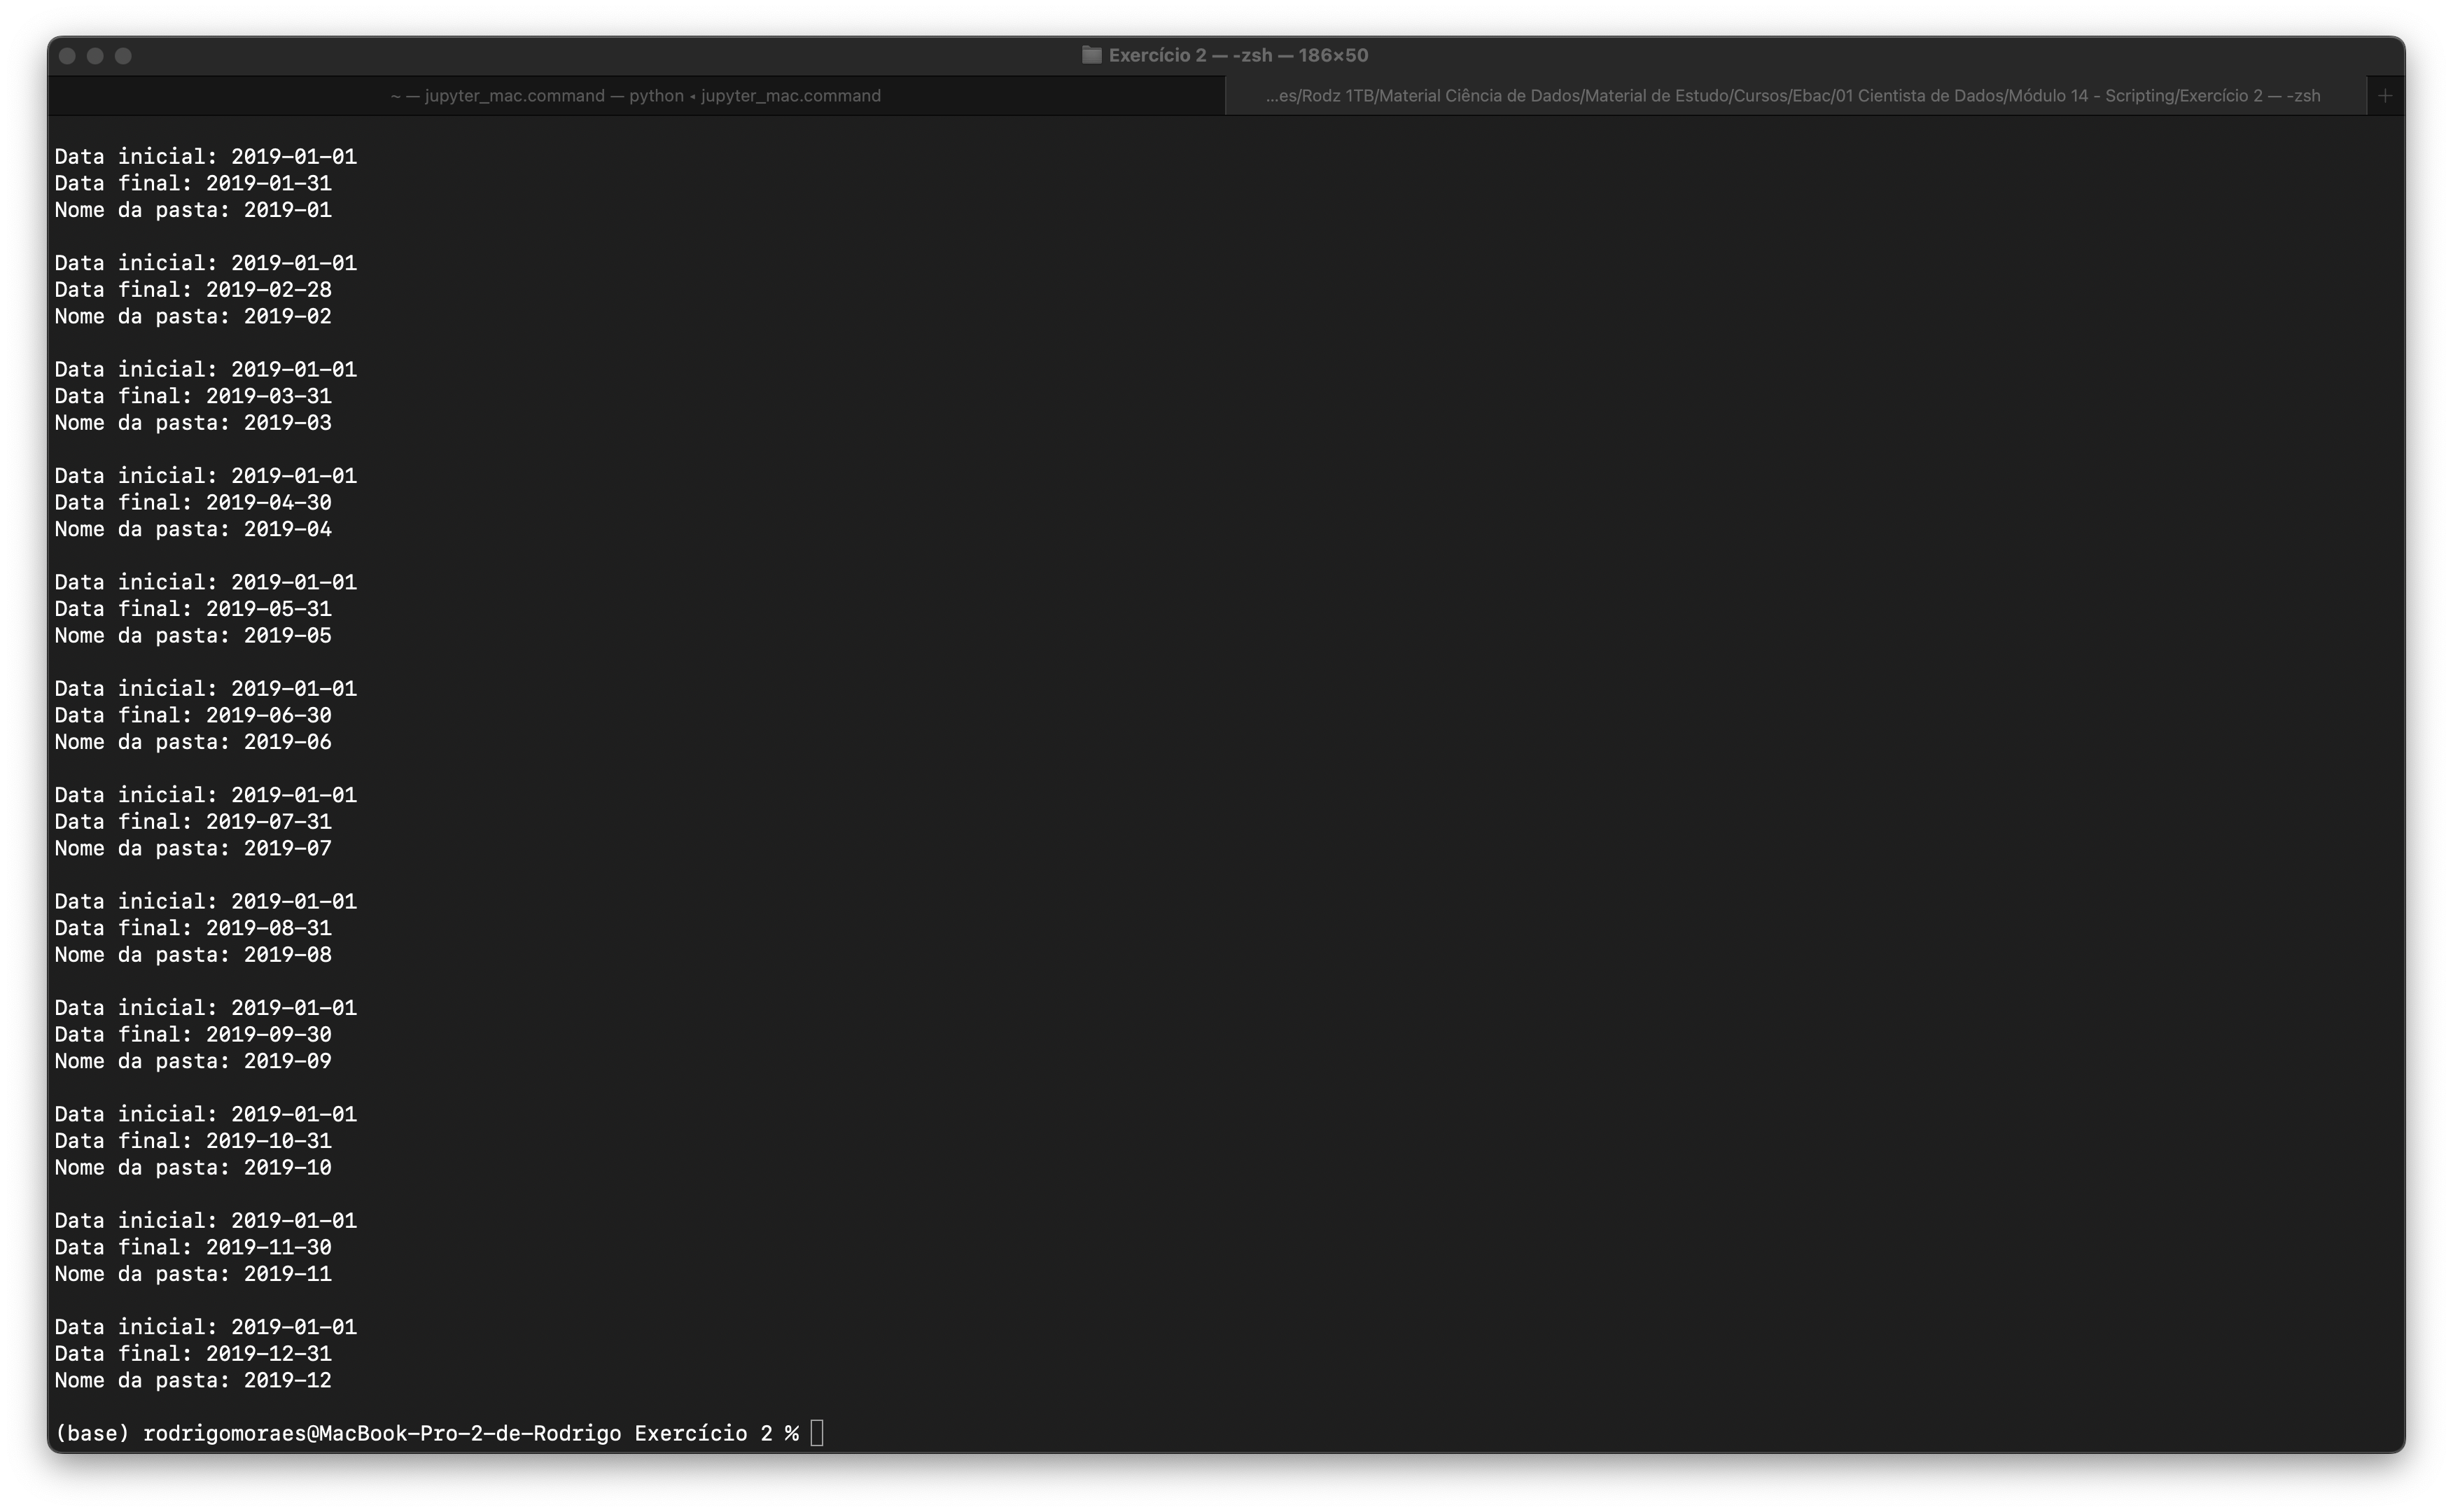 Exercício 2 — -zsh — 186×50
~ — jupyter_mac.command — python ◂ jupyter_mac.command
...es/Rodz 1TB/Material Ciência de Dados/Material de Estudo/Cursos/Ebac/01 Cientista de Dados/Módulo 14 - Scripting/Exercício 2 — -zsh
+
Data inicial: 2019-01-01
Data final: 2019-01-31
Nome da pasta: 2019-01
Data inicial: 2019-01-01
Data final: 2019-02-28
Nome da pasta: 2019-02
Data inicial: 2019-01-01
Data final: 2019-03-31
Nome da pasta: 2019-03
Data inicial: 2019-01-01
Data final: 2019-04-30
Nome da pasta: 2019-04
Data inicial: 2019-01-01
Data final: 2019-05-31
Nome da pasta: 2019-05
Data inicial: 2019-01-01
Data final: 2019-06-30
Nome da pasta: 2019-06
Data inicial: 2019-01-01
Data final: 2019-07-31
Nome da pasta: 2019-07
Data inicial: 2019-01-01
Data final: 2019-08-31
Nome da pasta: 2019-08
Data inicial: 2019-01-01
Data final: 2019-09-30
Nome da pasta: 2019-09
Data inicial: 2019-01-01
Data final: 2019-10-31
Nome da pasta: 2019-10
Data inicial: 2019-01-01
Data final: 2019-11-30
Nome da pasta: 2019-11
Data inicial: 2019-01-01
Data final: 2019-12-31
Nome da pasta: 2019-12
(base) rodrigomoraes@MacBook-Pro-2-de-Rodrigo Exercício 2 %